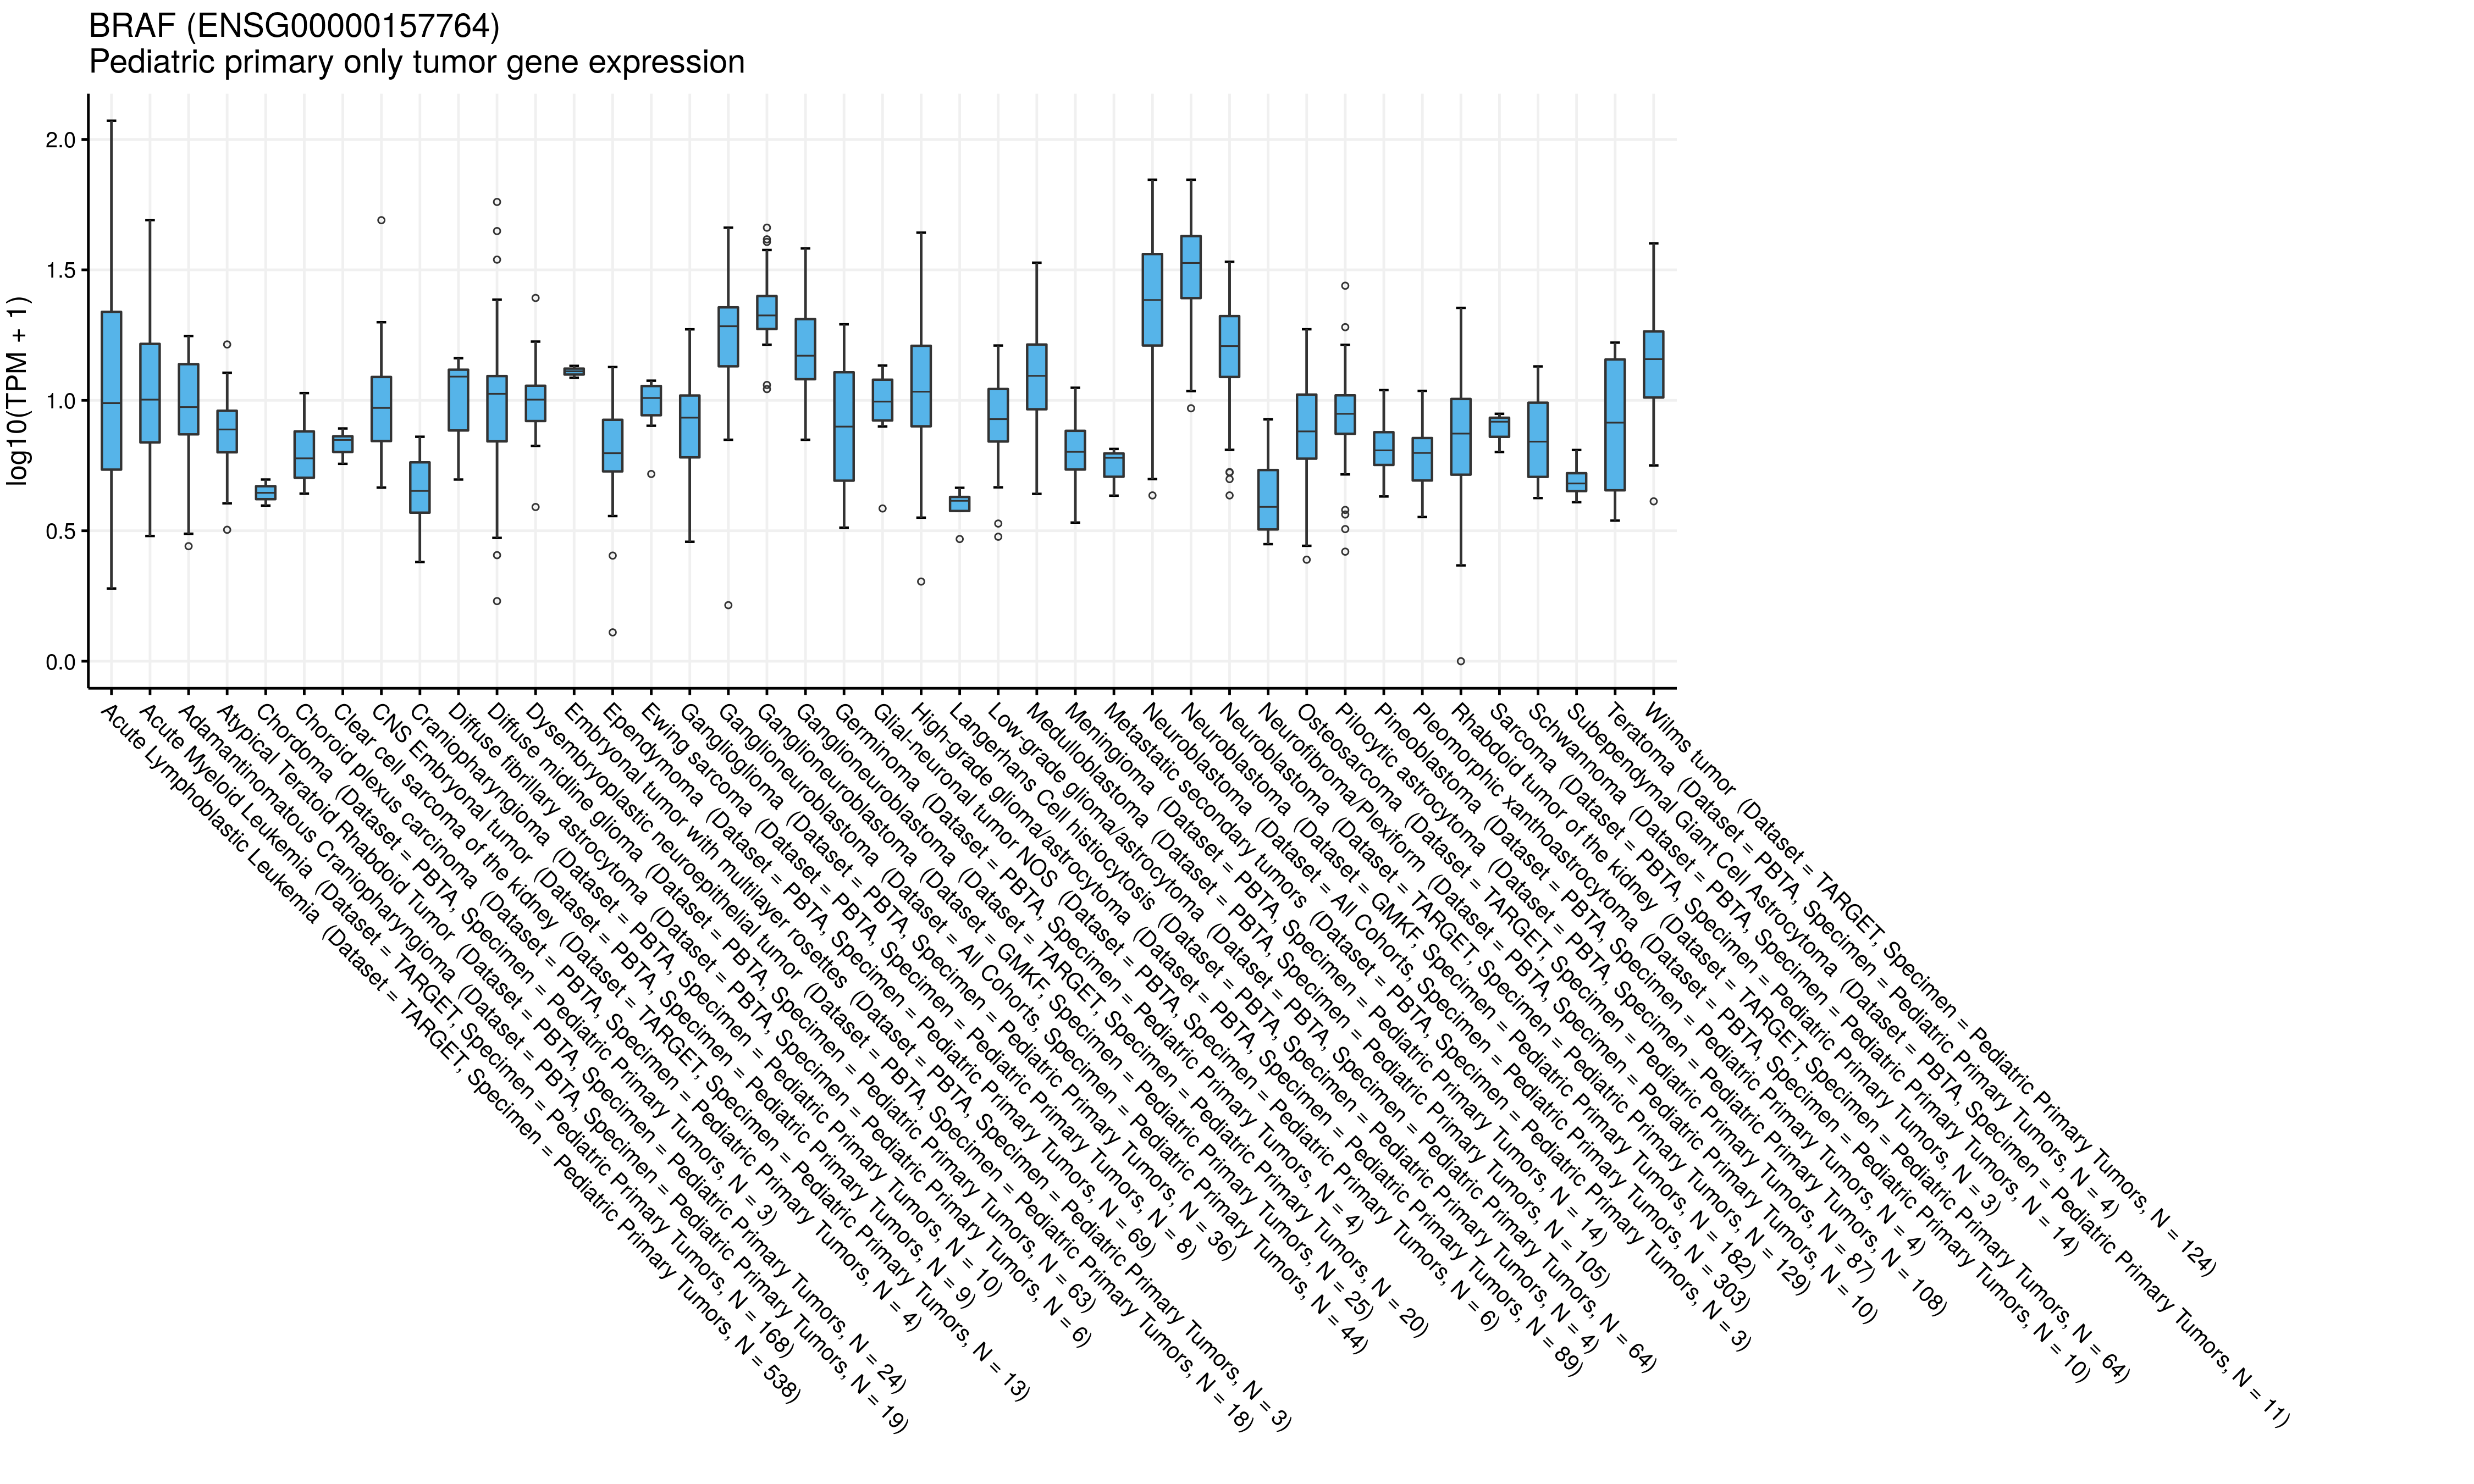 BRAF (ENSG00000157764)
Pediatric primary only tumor gene expression
log10(TPM + 1)
2.0
1.5
1.0
0.5
0.0
Acute Lymphoblastic Leukemia (Dataset = TARGET, Specimen = Pediatric Primary Tumors, N = 538)
Acute Myeloid Leukemia (Dataset = TARGET, Specimen = Pediatric Primary Tumors, N = 168)
Adamantinomatous Craniopharyngioma (Dataset = PBTA, Specimen = Pediatric Primary Tumors, N = 19)
Atypical Teratoid Rhabdoid Tumor (Dataset = PBTA, Specimen = Pediatric Primary Tumors, N = 24)
Chordoma (Dataset = PBTA, Specimen = Pediatric Primary Tumors, N = 3)
Choroid plexus carcinoma (Dataset = PBTA, Specimen = Pediatric Primary Tumors, N = 4)
Clear cell sarcoma of the kidney (Dataset = TARGET, Specimen = Pediatric Primary Tumors, N = 13)
CNS Embryonal tumor (Dataset = PBTA, Specimen = Pediatric Primary Tumors, N = 9)
Craniopharyngioma (Dataset = PBTA, Specimen = Pediatric Primary Tumors, N = 10)
Diffuse fibrillary astrocytoma (Dataset = PBTA, Specimen = Pediatric Primary Tumors, N = 6)
Diffuse midline glioma (Dataset = PBTA, Specimen = Pediatric Primary Tumors, N = 63)
Dysembryoplastic neuroepithelial tumor (Dataset = PBTA, Specimen = Pediatric Primary Tumors, N = 18)
Embryonal tumor with multilayer rosettes (Dataset = PBTA, Specimen = Pediatric Primary Tumors, N = 3)
Ependymoma (Dataset = PBTA, Specimen = Pediatric Primary Tumors, N = 69)
Ewing sarcoma (Dataset = PBTA, Specimen = Pediatric Primary Tumors, N = 8)
Ganglioglioma (Dataset = PBTA, Specimen = Pediatric Primary Tumors, N = 36)
Ganglioneuroblastoma (Dataset = All Cohorts, Specimen = Pediatric Primary Tumors, N = 44)
Ganglioneuroblastoma (Dataset = GMKF, Specimen = Pediatric Primary Tumors, N = 25)
Ganglioneuroblastoma (Dataset = TARGET, Specimen = Pediatric Primary Tumors, N = 20)
Germinoma (Dataset = PBTA, Specimen = Pediatric Primary Tumors, N = 4)
Glial-neuronal tumor NOS (Dataset = PBTA, Specimen = Pediatric Primary Tumors, N = 6)
High-grade glioma/astrocytoma (Dataset = PBTA, Specimen = Pediatric Primary Tumors, N = 89)
Langerhans Cell histiocytosis (Dataset = PBTA, Specimen = Pediatric Primary Tumors, N = 4)
Low-grade glioma/astrocytoma (Dataset = PBTA, Specimen = Pediatric Primary Tumors, N = 64)
Medulloblastoma (Dataset = PBTA, Specimen = Pediatric Primary Tumors, N = 105)
Meningioma (Dataset = PBTA, Specimen = Pediatric Primary Tumors, N = 14)
Metastatic secondary tumors (Dataset = PBTA, Specimen = Pediatric Primary Tumors, N = 3)
Neuroblastoma (Dataset = All Cohorts, Specimen = Pediatric Primary Tumors, N = 303)
Neuroblastoma (Dataset = GMKF, Specimen = Pediatric Primary Tumors, N = 182)
Neuroblastoma (Dataset = TARGET, Specimen = Pediatric Primary Tumors, N = 129)
Neurofibroma/Plexiform (Dataset = PBTA, Specimen = Pediatric Primary Tumors, N = 10)
Osteosarcoma (Dataset = TARGET, Specimen = Pediatric Primary Tumors, N = 87)
Pilocytic astrocytoma (Dataset = PBTA, Specimen = Pediatric Primary Tumors, N = 108)
Pineoblastoma (Dataset = PBTA, Specimen = Pediatric Primary Tumors, N = 4)
Pleomorphic xanthoastrocytoma (Dataset = PBTA, Specimen = Pediatric Primary Tumors, N = 10)
Rhabdoid tumor of the kidney (Dataset = TARGET, Specimen = Pediatric Primary Tumors, N = 64)
Sarcoma (Dataset = PBTA, Specimen = Pediatric Primary Tumors, N = 3)
Schwannoma (Dataset = PBTA, Specimen = Pediatric Primary Tumors, N = 14)
Subependymal Giant Cell Astrocytoma (Dataset = PBTA, Specimen = Pediatric Primary Tumors, N = 11)
Teratoma (Dataset = PBTA, Specimen = Pediatric Primary Tumors, N = 4)
Wilms tumor (Dataset = TARGET, Specimen = Pediatric Primary Tumors, N = 124)